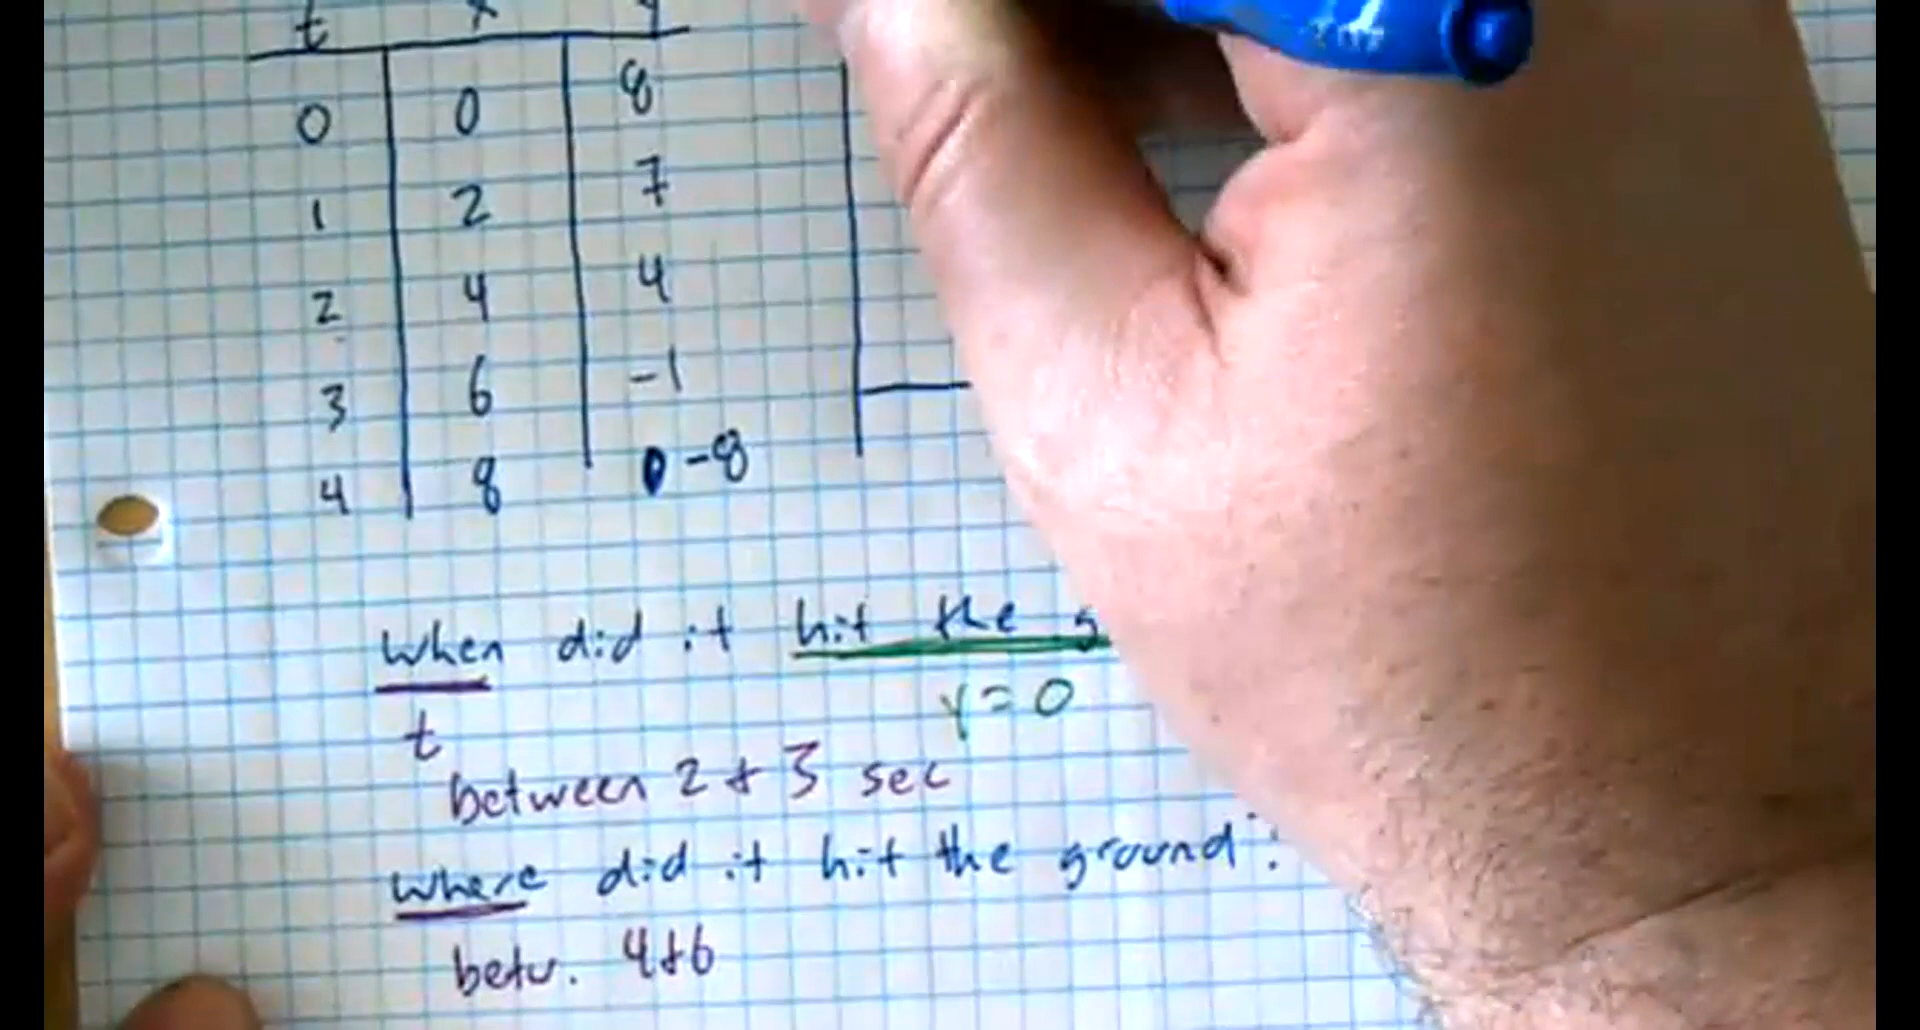 t x y
0 0 8
1 2 7
2 4 4
3 6 -1
4 8 -8
when did it hit the g
y=0
t
between 2 & 3 sec
where did it hit the ground?
betw. 4 & 6